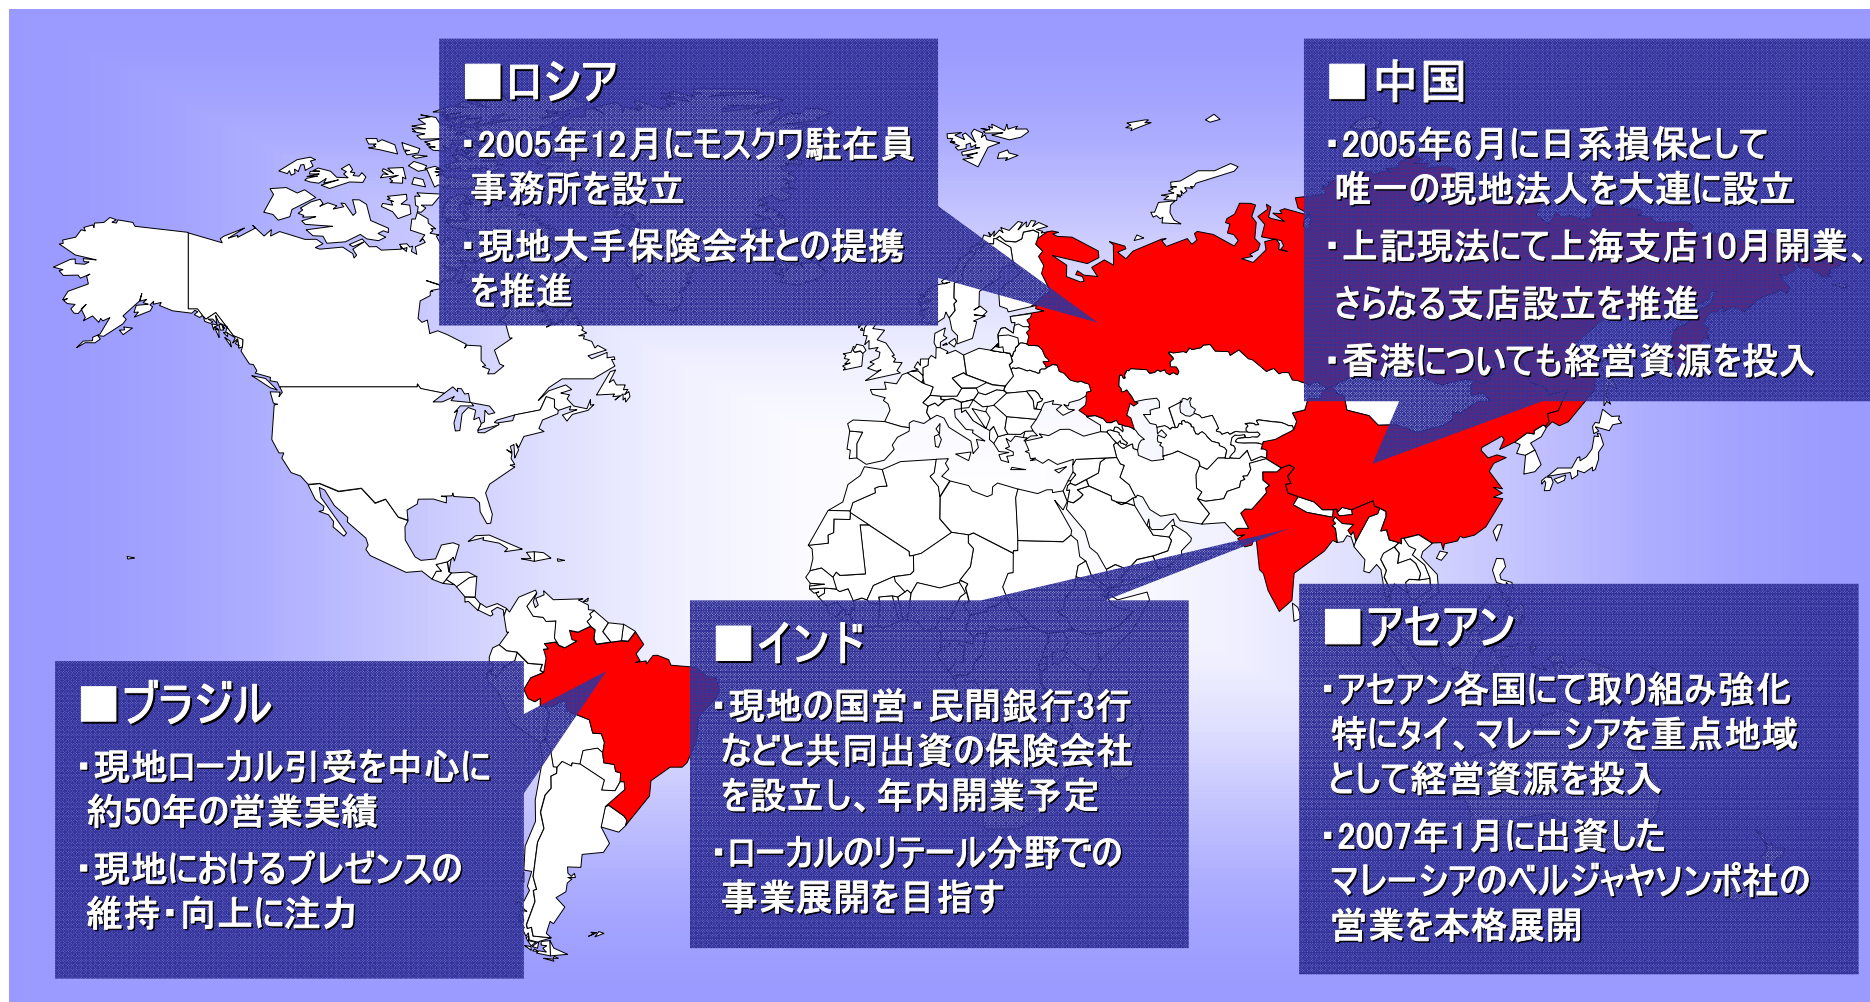 ■ロシア
・2005年12月にモスクワ駐在員
事務所を設立
・現地大手保険会社との提携
を推進
■中国
・2005年6月に日系損保として
唯一の現地法人を大連に設立
・上記現法にて上海支店10月開業、
さらなる支店設立を推進
・香港についても経営資源を投入
■ブラジル
・現地ローカル引受を中心に
約50年の営業実績
・現地におけるプレゼンスの
維持・向上に注力
■インド
・現地の国営・民間銀行3行
などと共同出資の保険会社
を設立し、年内開業予定
・ローカルのリテール分野での
事業展開を目指す
■アセアン
・アセアン各国にて取り組み強化
特にタイ、マレーシアを重点地域
として経営資源を投入
・2007年1月に出資した
マレーシアのベルジャヤソンポ社の
営業を本格展開